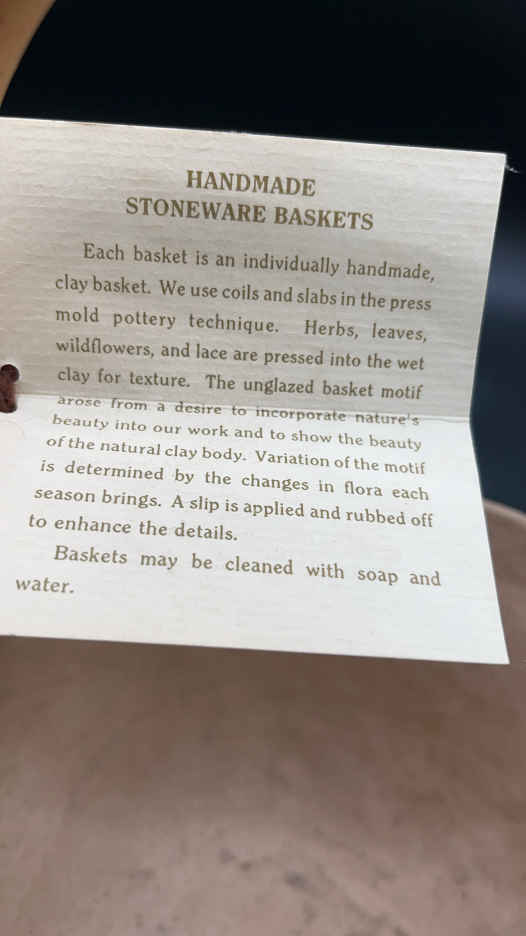 HANDMADE
STONEWARE BASKETS
Each basket is an individually handmade,
clay basket. We use coils and slabs in the press
mold pottery technique. Herbs, leaves,
wildflowers, and lace are pressed into the wet
clay for texture. The unglazed basket motif
arose from a desire to incorporate nature's
beauty into our work and to show the beauty
of the natural clay body. Variation of the motif
is determined by the changes in flora each
season brings. A slip is applied and rubbed off
to enhance the details.
Baskets may be cleaned with soap and
water.